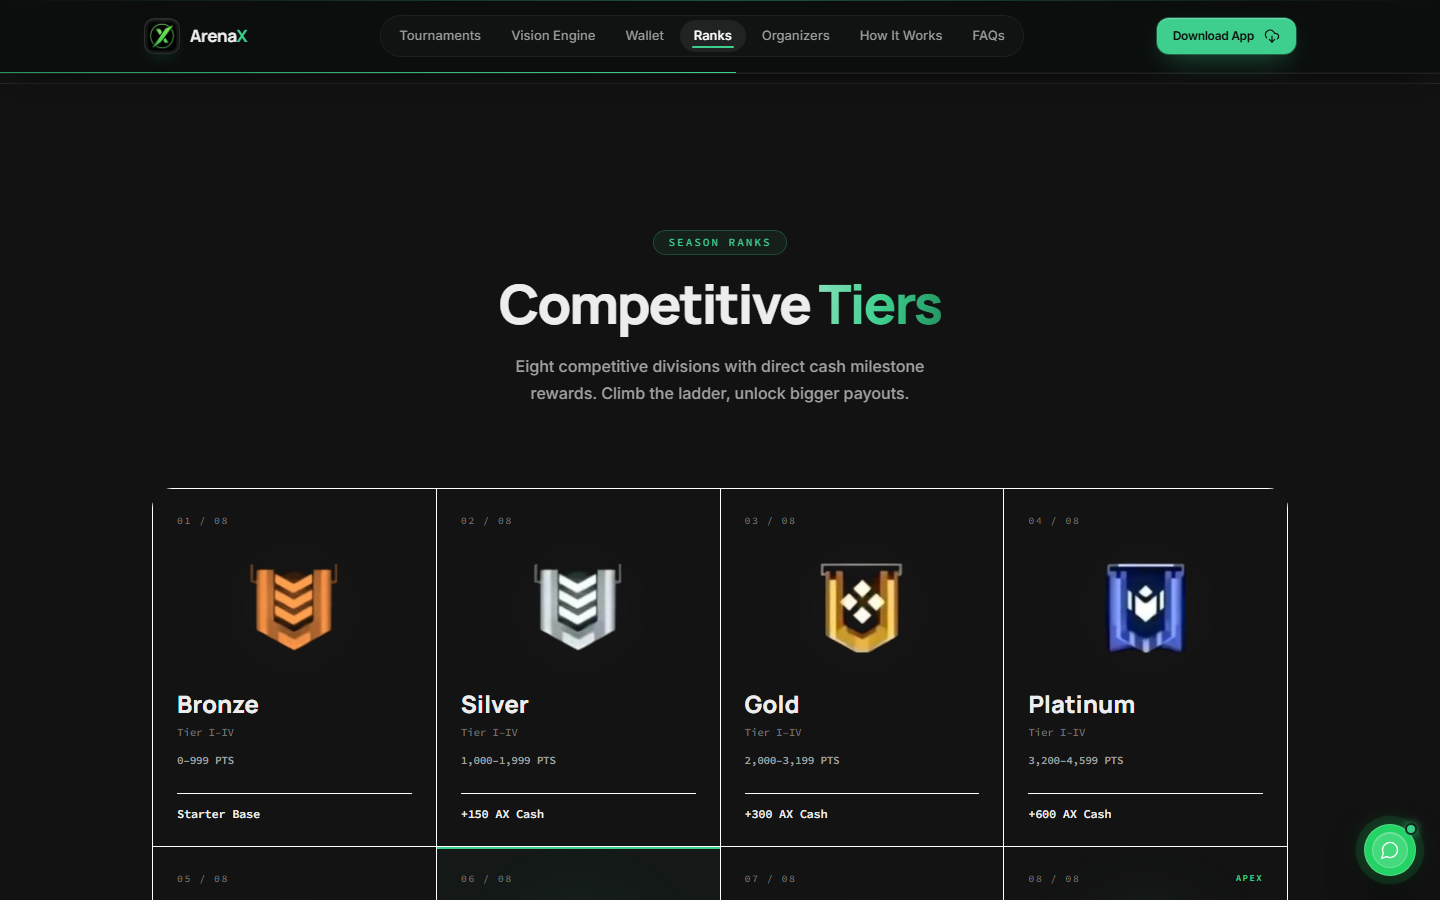 ArenaX
Tournaments
Vision Engine
Wallet
Ranks
Organizers
How It Works
FAQs
Download App
SEASON RANKS
Competitive Tiers
Eight competitive divisions with direct cash milestone
rewards. Climb the ladder, unlock bigger payouts.
01 / 08
Bronze
Tier I–IV
0–999 PTS
Starter Base
02 / 08
Silver
Tier I–IV
1,000–1,999 PTS
+150 AX Cash
03 / 08
Gold
Tier I–IV
2,000–3,199 PTS
+300 AX Cash
04 / 08
Platinum
Tier I–IV
3,200–4,599 PTS
+600 AX Cash
05 / 08
06 / 08
07 / 08
08 / 08
APEX